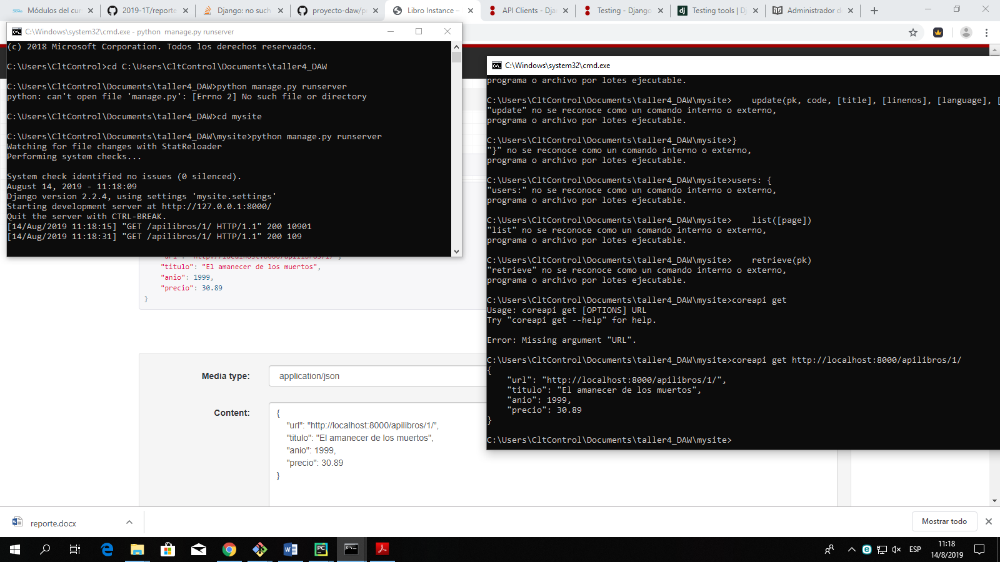 Módulos del cur
2019-1T/reporte
Django: no such
proyecto-daw/p
Libro Instance –
API Clients - Dja
Testing - Django
Testing tools | D
Administrador d
C:\Windows\system32\cmd.exe - python  manage.py runserver
(c) 2018 Microsoft Corporation. Todos los derechos reservados.
C:\Users\CltControl>cd C:\Users\CltControl\Documents\taller4_DAW
C:\Users\CltControl\Documents\taller4_DAW>python manage.py runserver
python: can't open file 'manage.py': [Errno 2] No such file or directory
C:\Users\CltControl\Documents\taller4_DAW>cd mysite
C:\Users\CltControl\Documents\taller4_DAW\mysite>python manage.py runserver
Watching for file changes with StatReloader
Performing system checks...
System check identified no issues (0 silenced).
August 14, 2019 - 11:18:09
Django version 2.2.4, using settings 'mysite.settings'
Starting development server at http://127.0.0.1:8000/
Quit the server with CTRL-BREAK.
[14/Aug/2019 11:18:15] "GET /apilibros/1/ HTTP/1.1" 200 10901
[14/Aug/2019 11:18:31] "GET /apilibros/1/ HTTP/1.1" 200 109
"url": "http://localhost:8000/apilibros/1/",
"titulo": "El amanecer de los muertos",
"anio": 1999,
"precio": 30.89
}
Media type:
application/json
Content:
{
"url": "http://localhost:8000/apilibros/1/",
"titulo": "El amanecer de los muertos",
"anio": 1999,
"precio": 30.89
}
C:\Windows\system32\cmd.exe
programa o archivo por lotes ejecutable.
C:\Users\CltControl\Documents\taller4_DAW\mysite>    update(pk, code, [title], [linenos], [language], [
"update" no se reconoce como un comando interno o externo,
programa o archivo por lotes ejecutable.
C:\Users\CltControl\Documents\taller4_DAW\mysite>}
"}" no se reconoce como un comando interno o externo,
programa o archivo por lotes ejecutable.
C:\Users\CltControl\Documents\taller4_DAW\mysite>users: {
"users:" no se reconoce como un comando interno o externo,
programa o archivo por lotes ejecutable.
C:\Users\CltControl\Documents\taller4_DAW\mysite>    list([page])
"list" no se reconoce como un comando interno o externo,
programa o archivo por lotes ejecutable.
C:\Users\CltControl\Documents\taller4_DAW\mysite>    retrieve(pk)
"retrieve" no se reconoce como un comando interno o externo,
programa o archivo por lotes ejecutable.
C:\Users\CltControl\Documents\taller4_DAW\mysite>coreapi get
Usage: coreapi get [OPTIONS] URL
Try "coreapi get --help" for help.
Error: Missing argument "URL".
C:\Users\CltControl\Documents\taller4_DAW\mysite>coreapi get http://localhost:8000/apilibros/1/
{
"url": "http://localhost:8000/apilibros/1/",
"titulo": "El amanecer de los muertos",
"anio": 1999,
"precio": 30.89
}
C:\Users\CltControl\Documents\taller4_DAW\mysite>
reporte.docx
Mostrar todo
ESP
11:18
14/8/2019